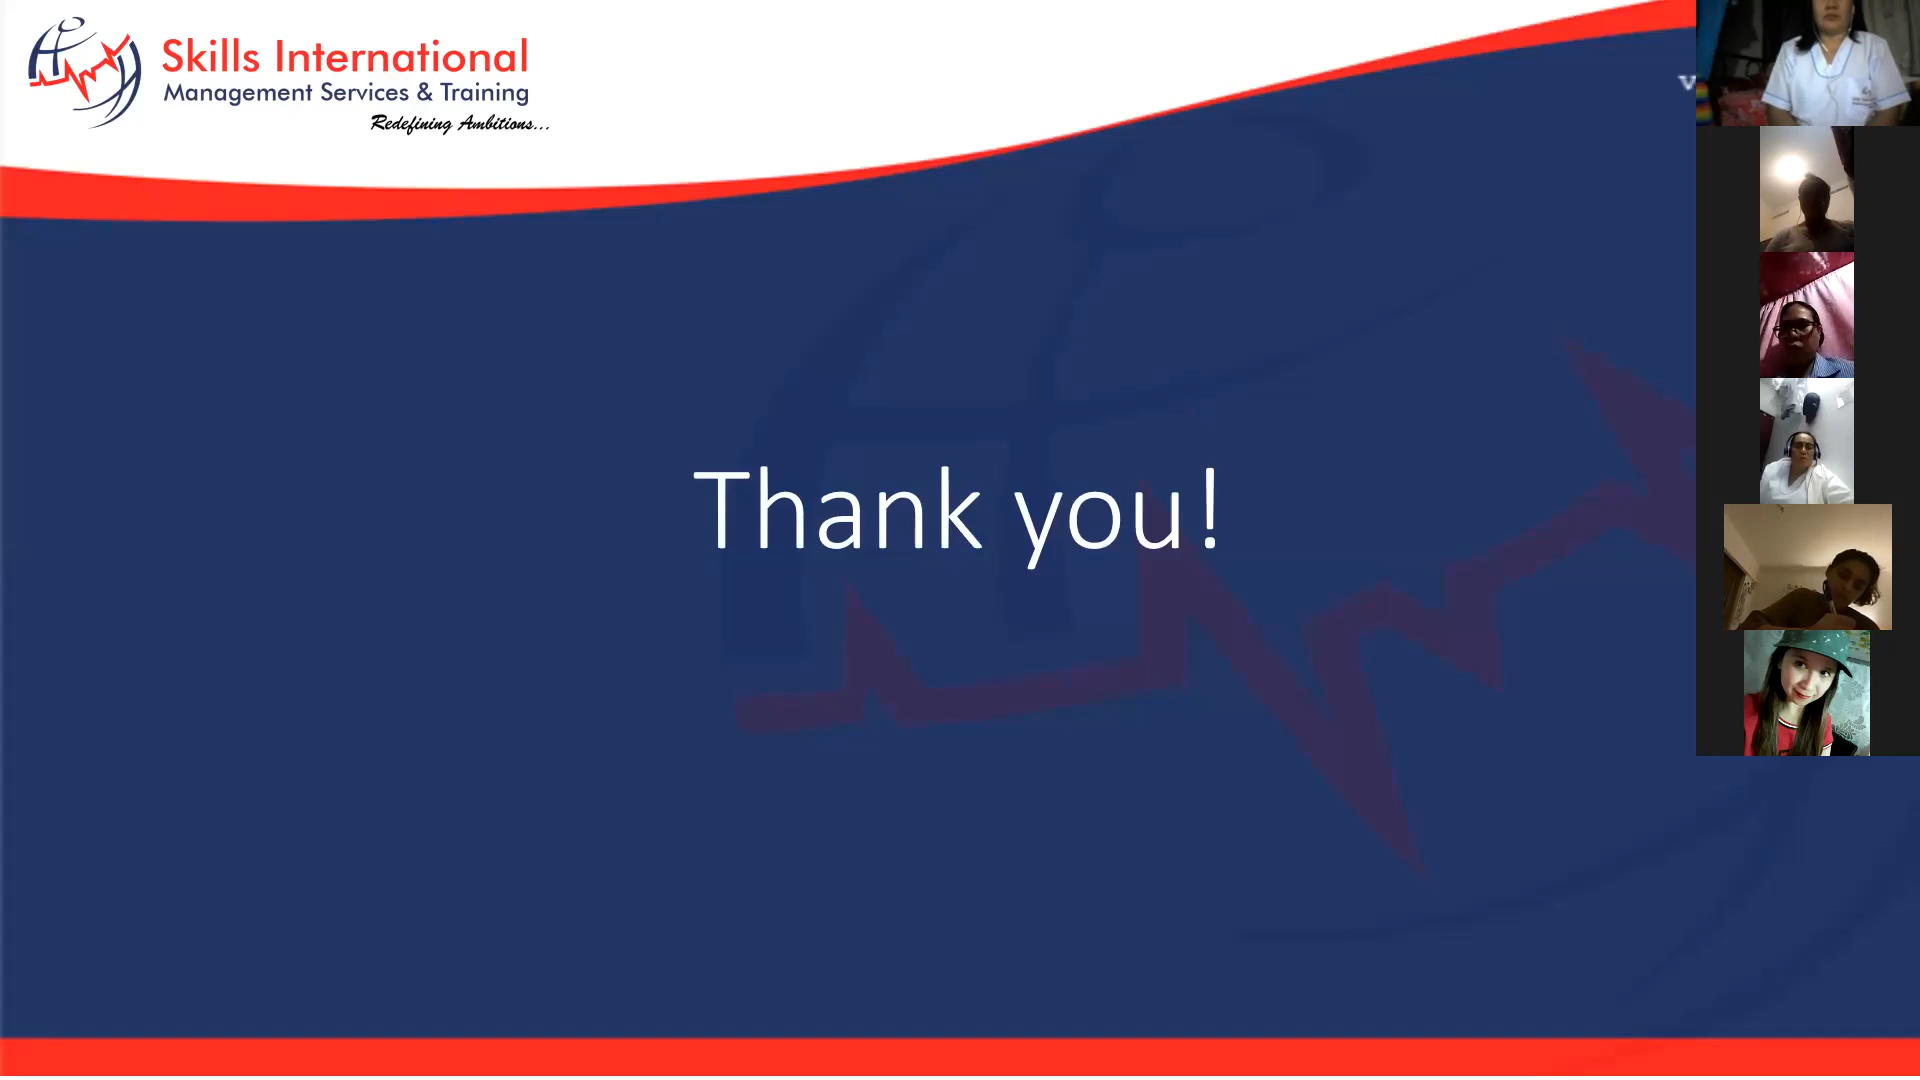 Skills International
Management Services & Training
Redefining Ambitions...
Thank you!